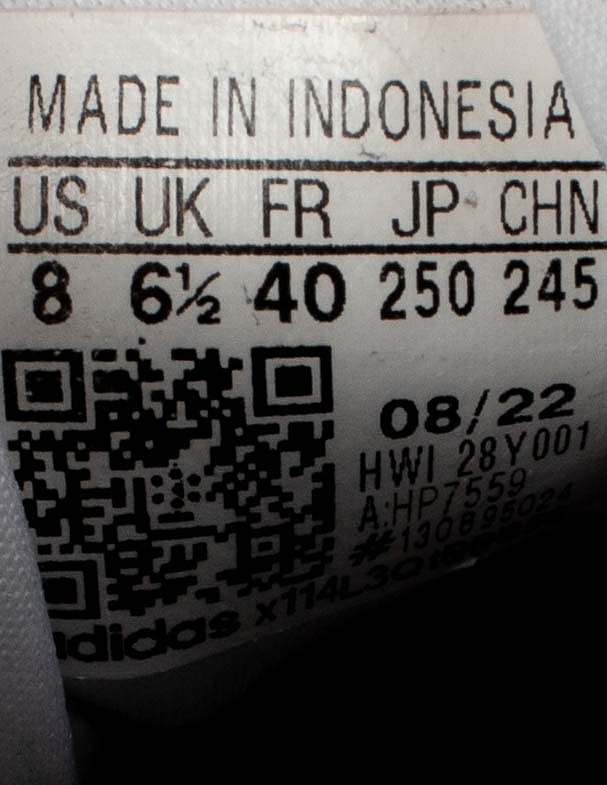 MADE IN INDONESIA
US UK FR JP CHN
8 6½ 40 250 245
08/22
HWI 28Y001
A:HP7559
#130895024
adidas